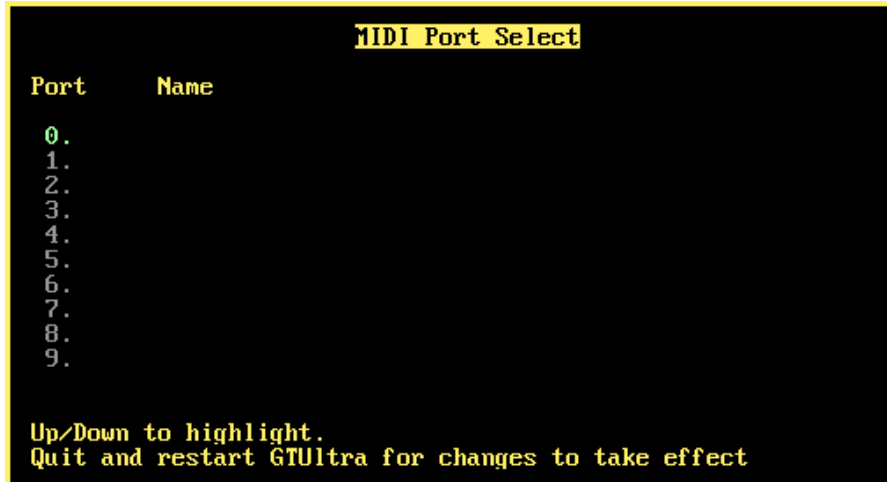 MIDI Port Select
Port Name
0.
1.
2.
3.
4.
5.
6.
7.
8.
9.
Up/Down to highlight.
Quit and restart GTUltra for changes to take effect